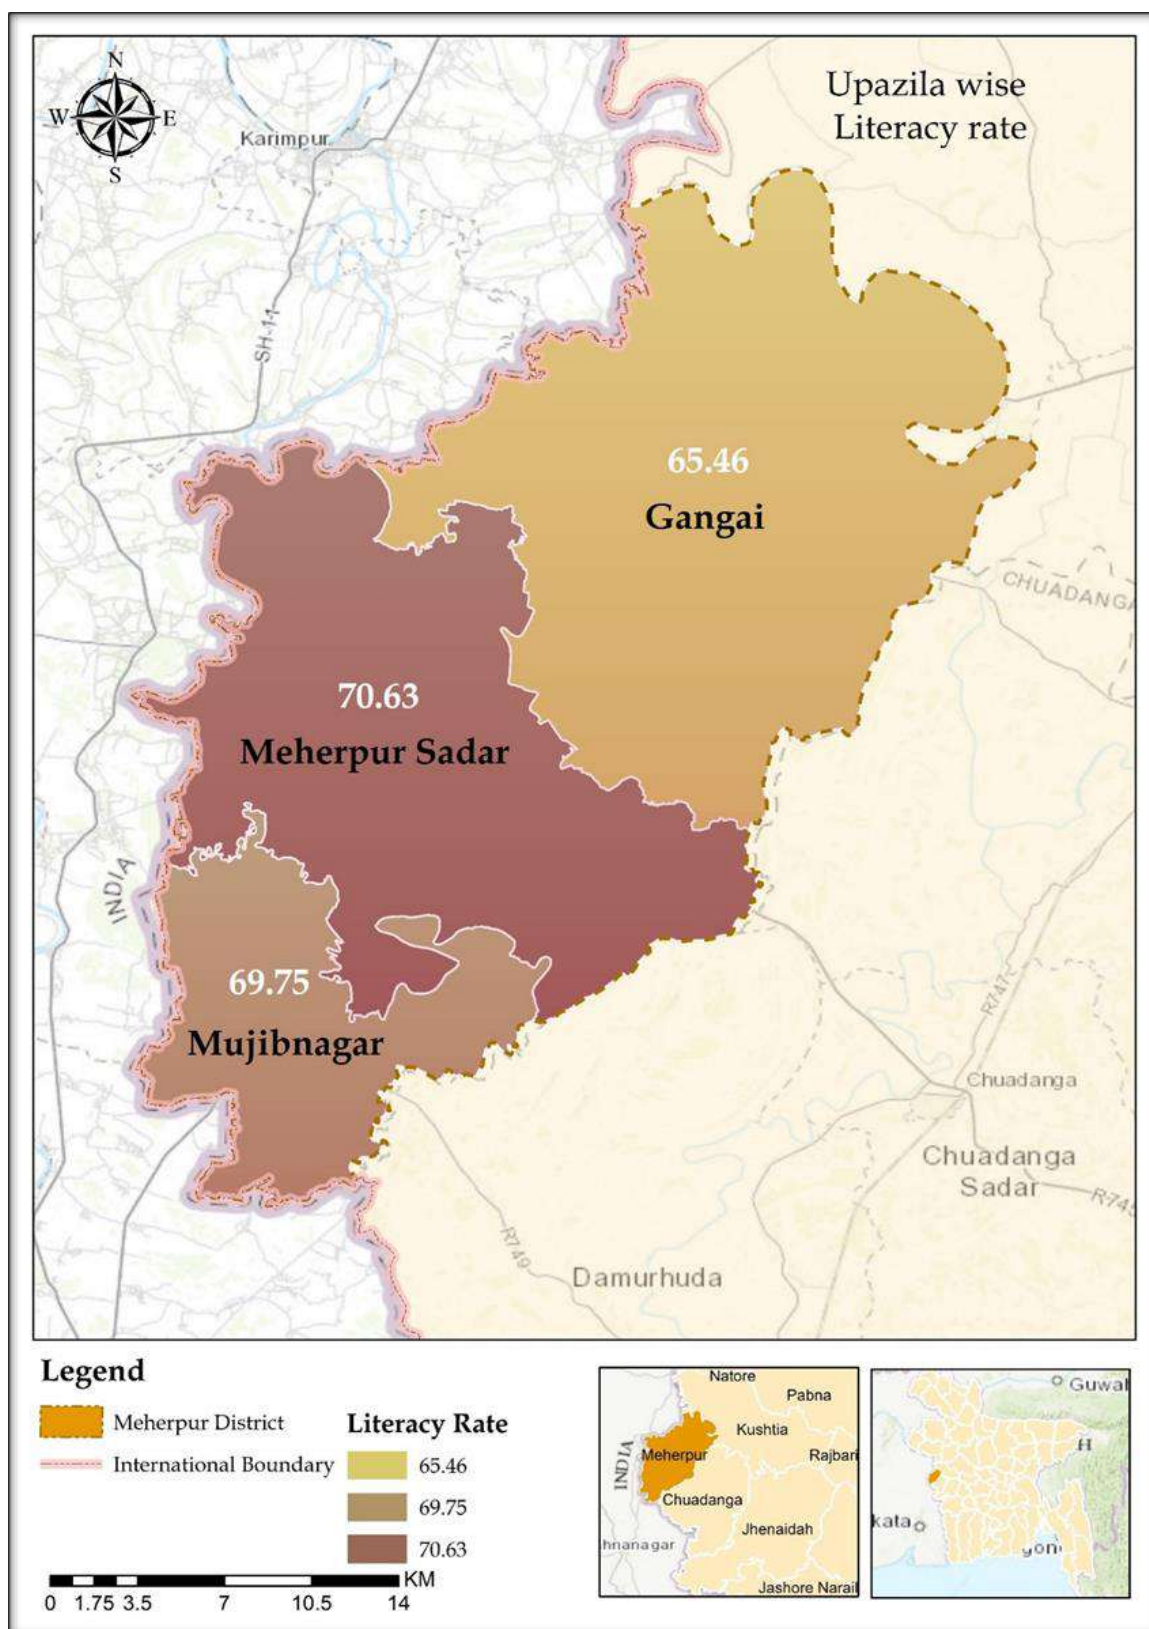 N
W E
S
Upazila wise
Literacy rate
Karimpur
SH-11
65.46
Gangai
CHUADANGA
70.63
Meherpur Sadar
INDIA
69.75
Mujibnagar
R747
Chuadanga
Chuadanga
Sadar
R745
R749
Damurhuda
Legend
Meherpur District
International Boundary
Literacy Rate
65.46
69.75
70.63
KM
0 1.75 3.5 7 10.5 14
Natore
Pabna
Kushtia
INDIA
Meherpur
Rajbari
Chuadanga
Jhenaidah
hnanagar
Jashore Narail
Guwal
H
kata
yon